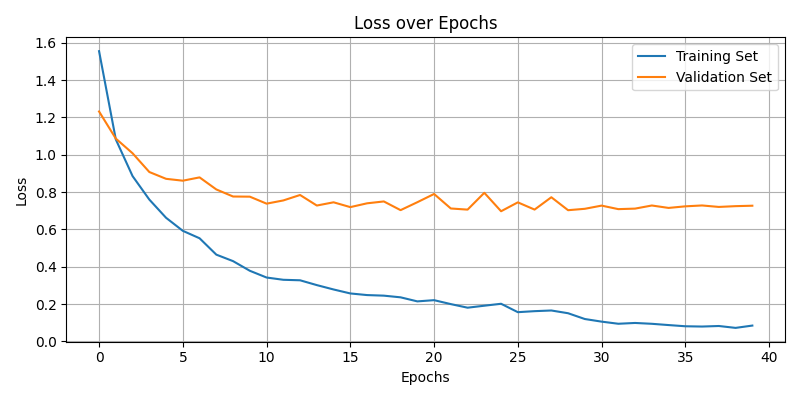 Loss over Epochs
Training Set
Validation Set
Loss
1.6
1.4
1.2
1.0
0.8
0.6
0.4
0.2
0.0
0 5 10 15 20 25 30 35 40
Epochs